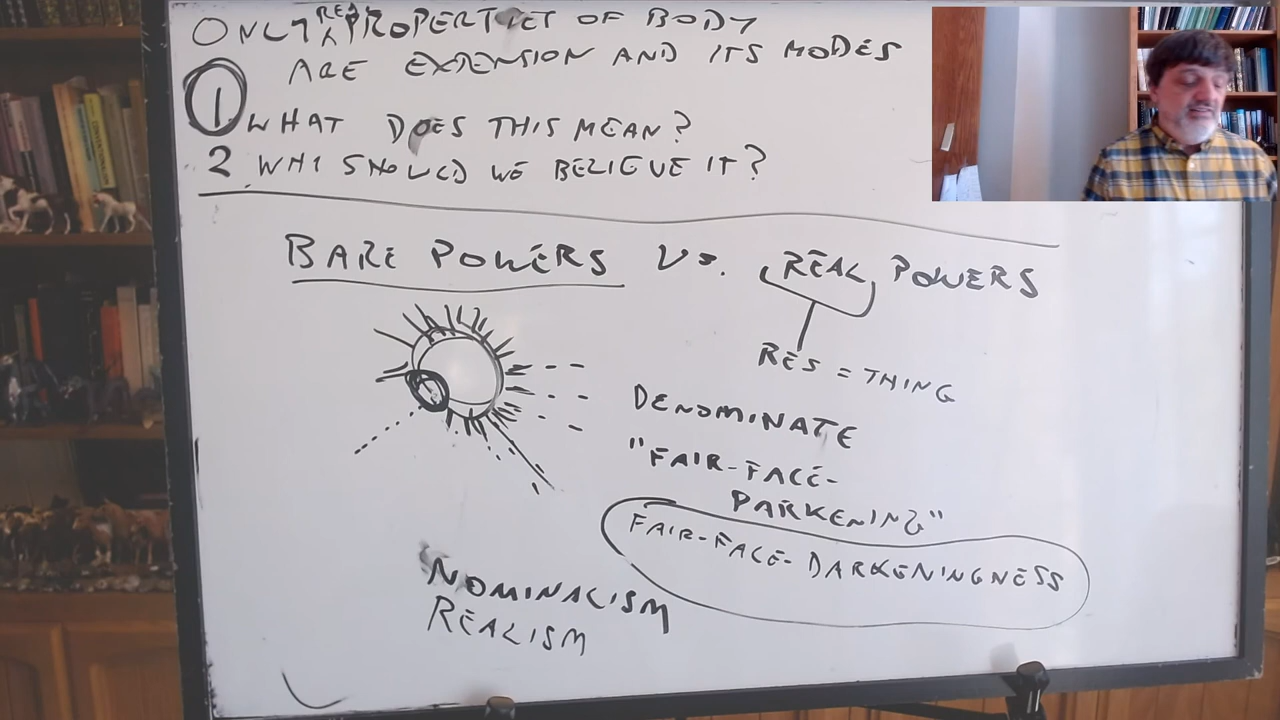 ONLY REAL PROPERTIES OF BODY
ARE EXTENSION AND ITS MODES
1 WHAT DOES THIS MEAN?
2 WHY SHOULD WE BELIEVE IT?
BARE POWERS VS. REAL POWERS
RES = THING
DENOMINATE
"FAIR-FACE-
DARKENING"
FAIR-FACE-DARKENINGNESS
NOMINALISM
REALISM